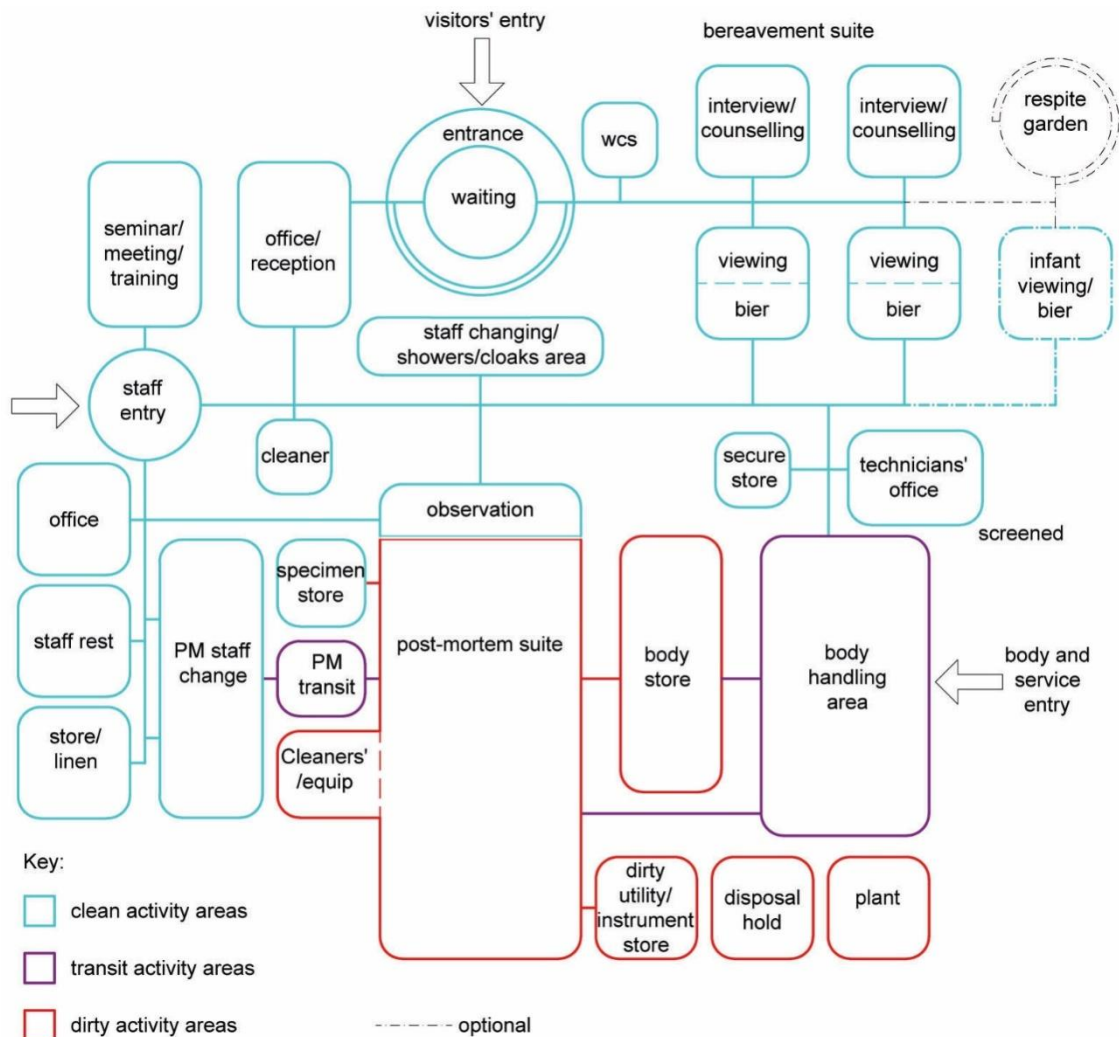 visitors' entry
bereavement suite
entrance
waiting
wcs
interview/
counselling
interview/
counselling
respite
garden
seminar/
meeting/
training
office/
reception
viewing
bier
viewing
bier
infant
viewing/
bier
staff changing/
showers/cloaks area
staff
entry
cleaner
secure
store
technicians'
office
screened
office
observation
staff rest
store/
linen
PM staff
change
specimen
store
PM
transit
Cleaners'
/equip
post-mortem suite
body
store
body
handling
area
body and
service
entry
dirty
utility/
instrument
store
disposal
hold
plant
Key:
clean activity areas
transit activity areas
dirty activity areas
optional